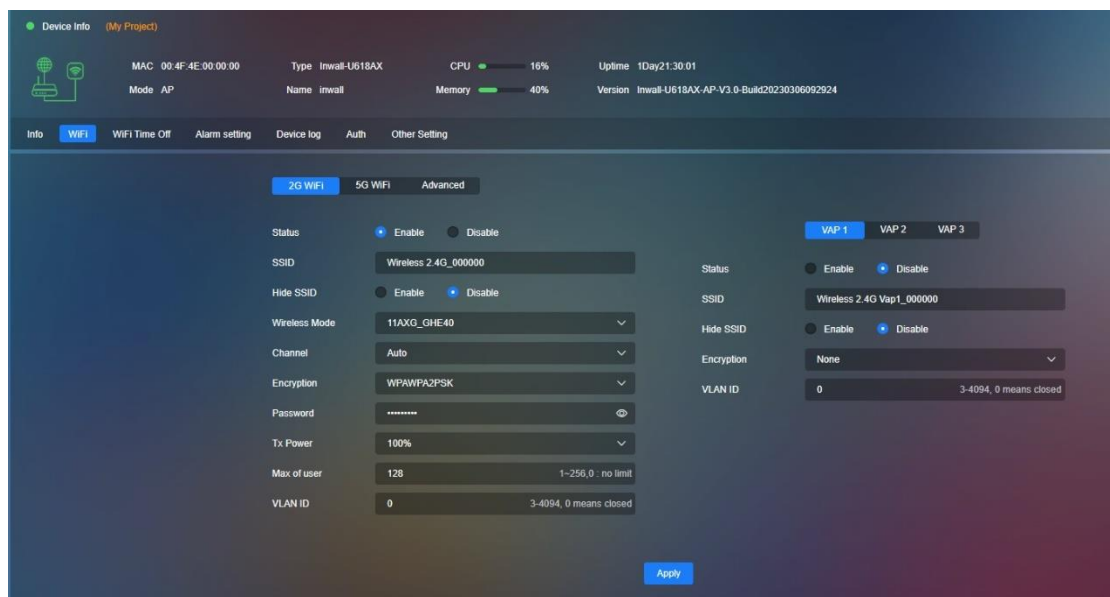 Device Info (My Project)
MAC 00:4F:4E:00:00:00 Type Inwall-U618AX CPU 16% Uptime 1Day21:30:01
Mode AP Name inwall Memory 40% Version Inwall-U618AX-AP-V3.0-Build20230306092924
Info WiFi WiFi Time Off Alarm setting Device log Auth Other Setting
2G WiFi 5G WiFi Advanced
Status Enable Disable
SSID Wireless 2.4G_000000
Hide SSID Enable Disable
Wireless Mode 11AXG_GHE40
Channel Auto
Encryption WPAWPA2PSK
Password •••••••••
Tx Power 100%
Max of user 128 1~256,0 : no limit
VLAN ID 0 3-4094, 0 means closed
VAP 1 VAP 2 VAP 3
Status Enable Disable
SSID Wireless 2.4G Vap1_000000
Hide SSID Enable Disable
Encryption None
VLAN ID 0 3-4094, 0 means closed
Apply